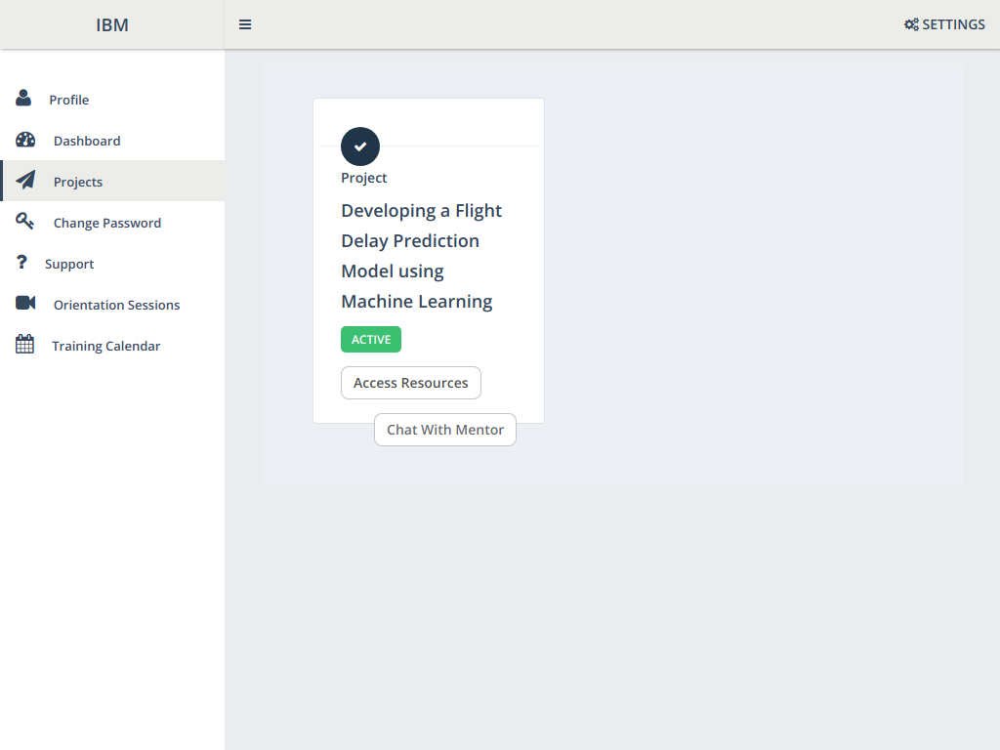 IBM
SETTINGS
Profile
Dashboard
Projects
Change Password
Support
Orientation Sessions
Training Calendar
Project
Developing a Flight
Delay Prediction
Model using
Machine Learning
ACTIVE
Access Resources
Chat With Mentor